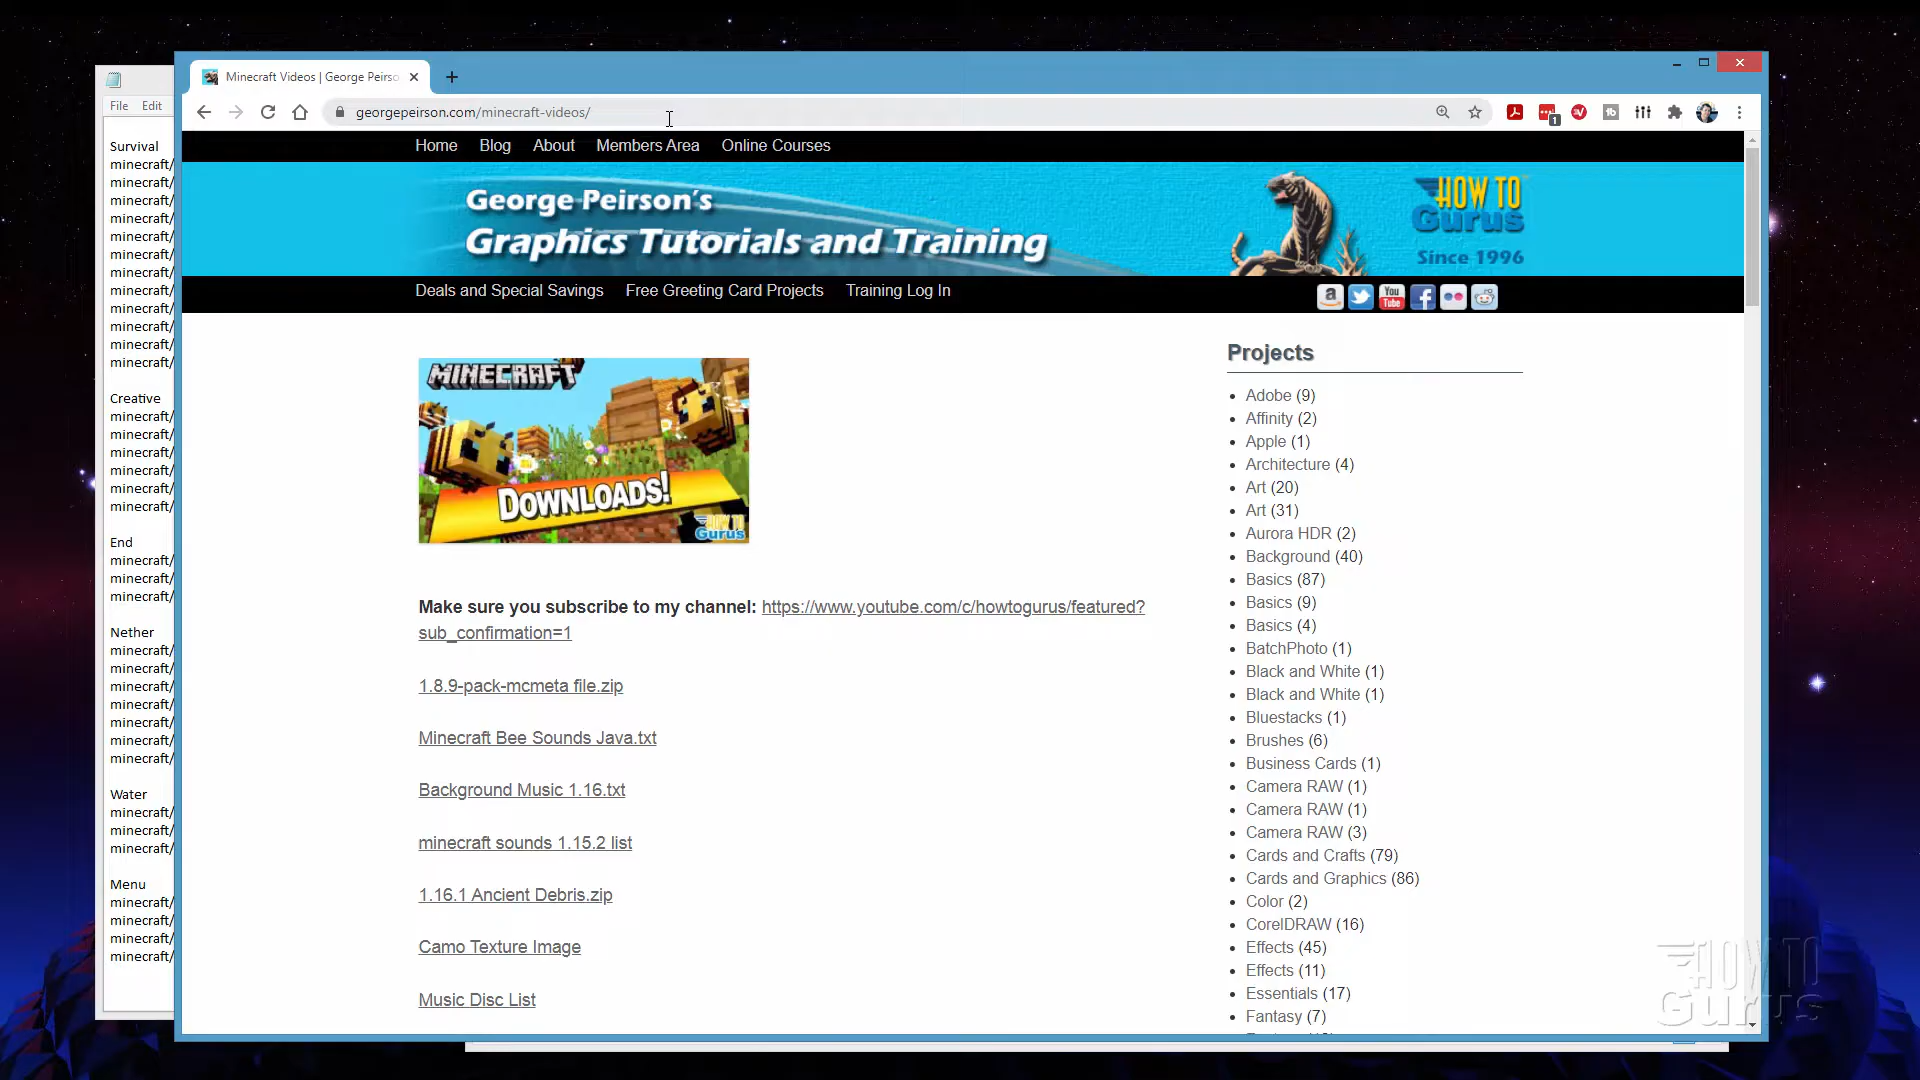 Minecraft Videos | George Peirso
georgepeirson.com/minecraft-videos/
1
File Edit
Survival
minecraft/
minecraft/
minecraft/
minecraft/
minecraft/
minecraft/
minecraft/
minecraft/
minecraft/
minecraft/
minecraft/
minecraft/
Creative
minecraft/
minecraft/
minecraft/
minecraft/
minecraft/
minecraft/
End
minecraft/
minecraft/
minecraft/
Nether
minecraft/
minecraft/
minecraft/
minecraft/
minecraft/
minecraft/
minecraft/
Water
minecraft/
minecraft/
minecraft/
Menu
minecraft/
minecraft/
minecraft/
minecraft/
Home Blog About Members Area Online Courses
George Peirson's
Graphics Tutorials and Training
HOW TO
Gurus
Since 1996
Deals and Special Savings Free Greeting Card Projects Training Log In
a You Tube f
MINECRAFT
DOWNLOADS!
HOW TO
Gurus
Make sure you subscribe to my channel: https://www.youtube.com/c/howtogurus/featured?
sub_confirmation=1
1.8.9-pack-mcmeta file.zip
Minecraft Bee Sounds Java.txt
Background Music 1.16.txt
minecraft sounds 1.15.2 list
1.16.1 Ancient Debris.zip
Camo Texture Image
Music Disc List
Projects
Adobe (9)
Affinity (2)
Apple (1)
Architecture (4)
Art (20)
Art (31)
Aurora HDR (2)
Background (40)
Basics (87)
Basics (9)
Basics (4)
BatchPhoto (1)
Black and White (1)
Black and White (1)
Bluestacks (1)
Brushes (6)
Business Cards (1)
Camera RAW (1)
Camera RAW (1)
Camera RAW (3)
Cards and Crafts (79)
Cards and Graphics (86)
Color (2)
CorelDRAW (16)
Effects (45)
Effects (11)
Essentials (17)
Fantasy (7)
HOW TO
Gurus